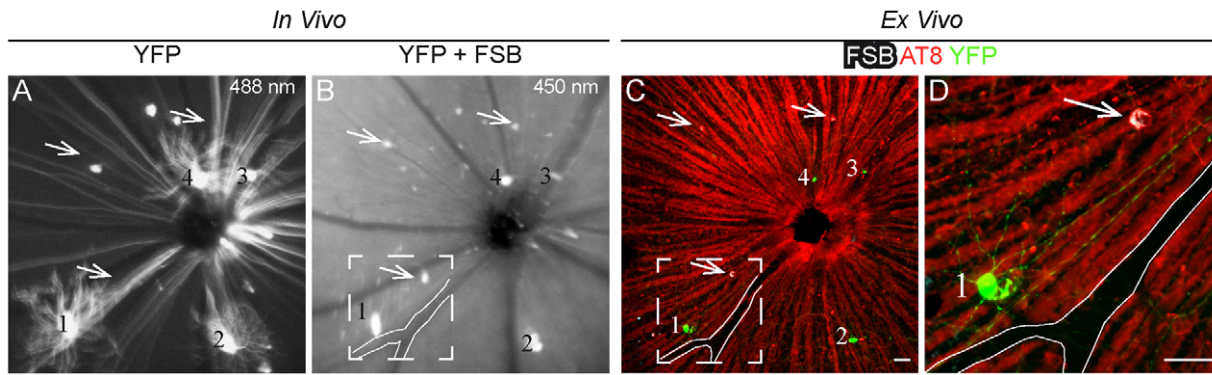 In Vivo
Ex Vivo
YFP
YFP + FSB
FSB AT8 YFP
A
488 nm
4
3
1
2
B
450 nm
4
3
1
2
C
4
3
1
2
D
1